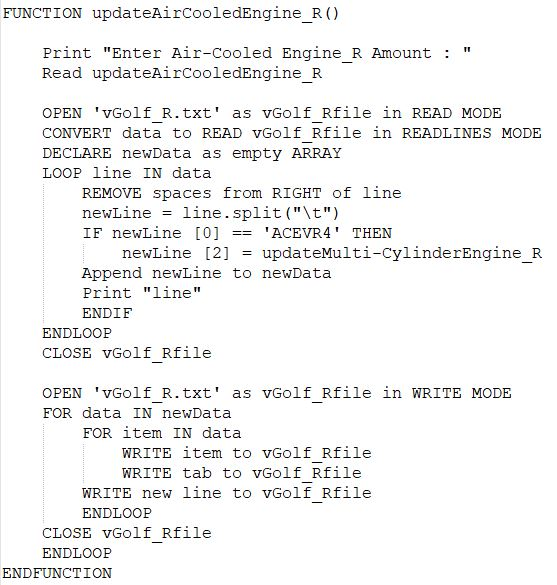 FUNCTION updateAirCooledEngine_R()
Print "Enter Air-Cooled Engine_R Amount : "
Read updateAirCooledEngine_R
OPEN 'vGolf_R.txt' as vGolf_Rfile in READ MODE
CONVERT data to READ vGolf_Rfile in READLINES MODE
DECLARE newData as empty ARRAY
LOOP line IN data
REMOVE spaces from RIGHT of line
newLine = line.split("\t")
IF newLine [0] == 'ACEVR4' THEN
newLine [2] = updateMulti-CylinderEngine_R
Append newLine to newData
Print "line"
ENDIF
ENDLOOP
CLOSE vGolf_Rfile
OPEN 'vGolf_R.txt' as vGolf_Rfile in WRITE MODE
FOR data IN newData
FOR item IN data
WRITE item to vGolf_Rfile
WRITE tab to vGolf_Rfile
WRITE new line to vGolf_Rfile
ENDLOOP
CLOSE vGolf_Rfile
ENDLOOP
ENDFUNCTION